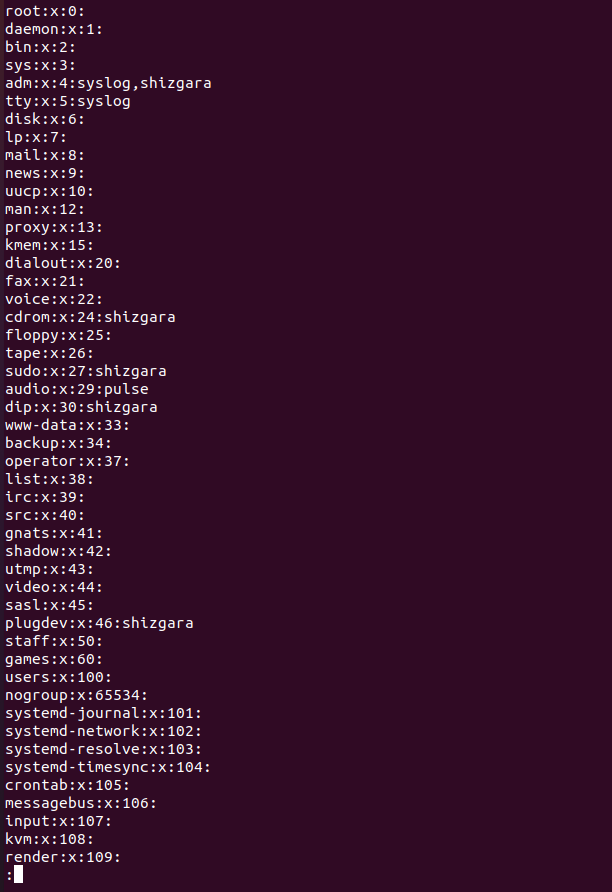 root:x:0:
daemon:x:1:
bin:x:2:
sys:x:3:
adm:x:4:syslog,shizgara
tty:x:5:syslog
disk:x:6:
lp:x:7:
mail:x:8:
news:x:9:
uucp:x:10:
man:x:12:
proxy:x:13:
kmem:x:15:
dialout:x:20:
fax:x:21:
voice:x:22:
cdrom:x:24:shizgara
floppy:x:25:
tape:x:26:
sudo:x:27:shizgara
audio:x:29:pulse
dip:x:30:shizgara
www-data:x:33:
backup:x:34:
operator:x:37:
list:x:38:
irc:x:39:
src:x:40:
gnats:x:41:
shadow:x:42:
utmp:x:43:
video:x:44:
sasl:x:45:
plugdev:x:46:shizgara
staff:x:50:
games:x:60:
users:x:100:
nogroup:x:65534:
systemd-journal:x:101:
systemd-network:x:102:
systemd-resolve:x:103:
systemd-timesync:x:104:
crontab:x:105:
messagebus:x:106:
input:x:107:
kvm:x:108:
render:x:109:
: